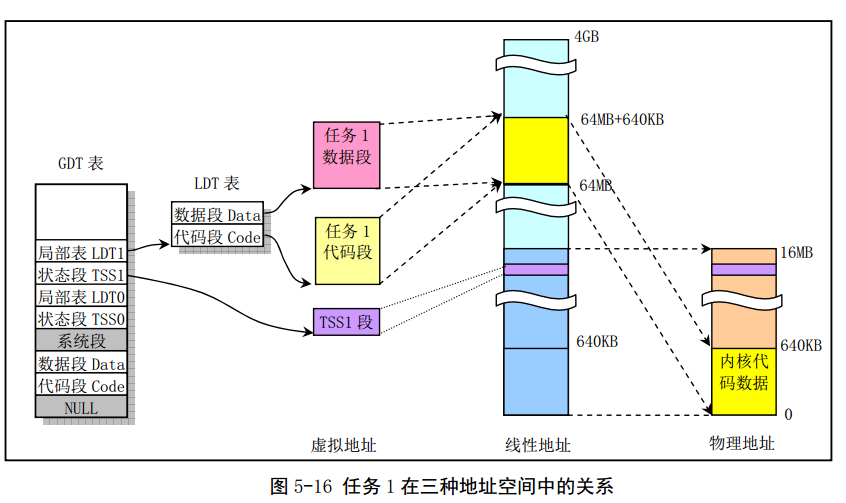 GDT 表
局部表 LDT1
状态段 TSS1
局部表 LDT0
状态段 TSS0
系统段
数据段 Data
代码段 Code
NULL
LDT 表
数据段 Data
代码段 Code
任务 1
数据段
任务 1
代码段
TSS1 段
虚拟地址
4GB
64MB+640KB
64MB
640KB
线性地址
16MB
640KB
内核代
码数据
0
物理地址
图 5-16 任务 1 在三种地址空间中的关系